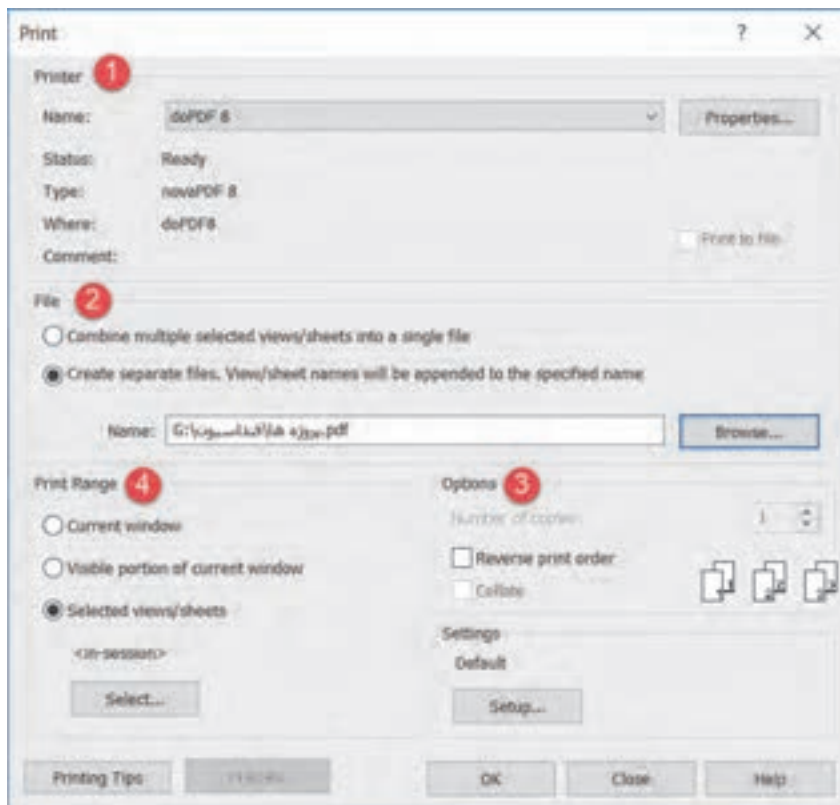 Print
Printer 1
Name: doPDF 8 Properties...
Status: Ready
Type: novaPDF 8
Where: doPDF8
Print to file
Comment:
File 2
Combine multiple selected views/sheets into a single file
Create separate files. View/sheet names will be appended to the specified name
Name: G:\پروژه ها\.pdf Browse...
Print Range 4
Current window
Visible portion of current window
Selected views/sheets
<in-session>
Select...
Options 3
Number of copies: 1
Reverse print order
Collate
Settings
Default
Setup...
Printing Tips Preview OK Close Help